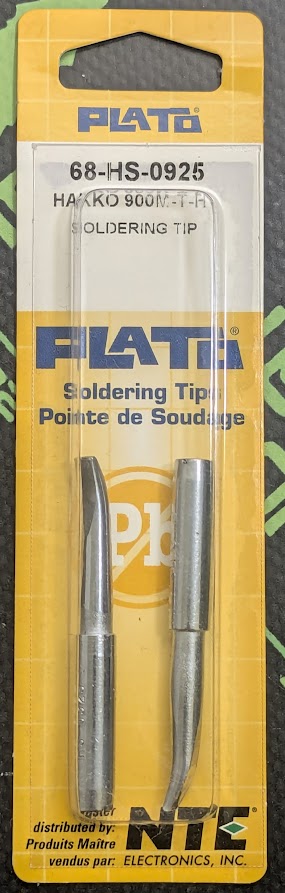 PLATO®
68-HS-0925
HAKKO 900M-T-H
SOLDERING TIP
PLATO®
Soldering Tips
Pointe de Soudage
Pb
distributed by:
Produits Maître
vendus par:
NTE®
ELECTRONICS, INC.